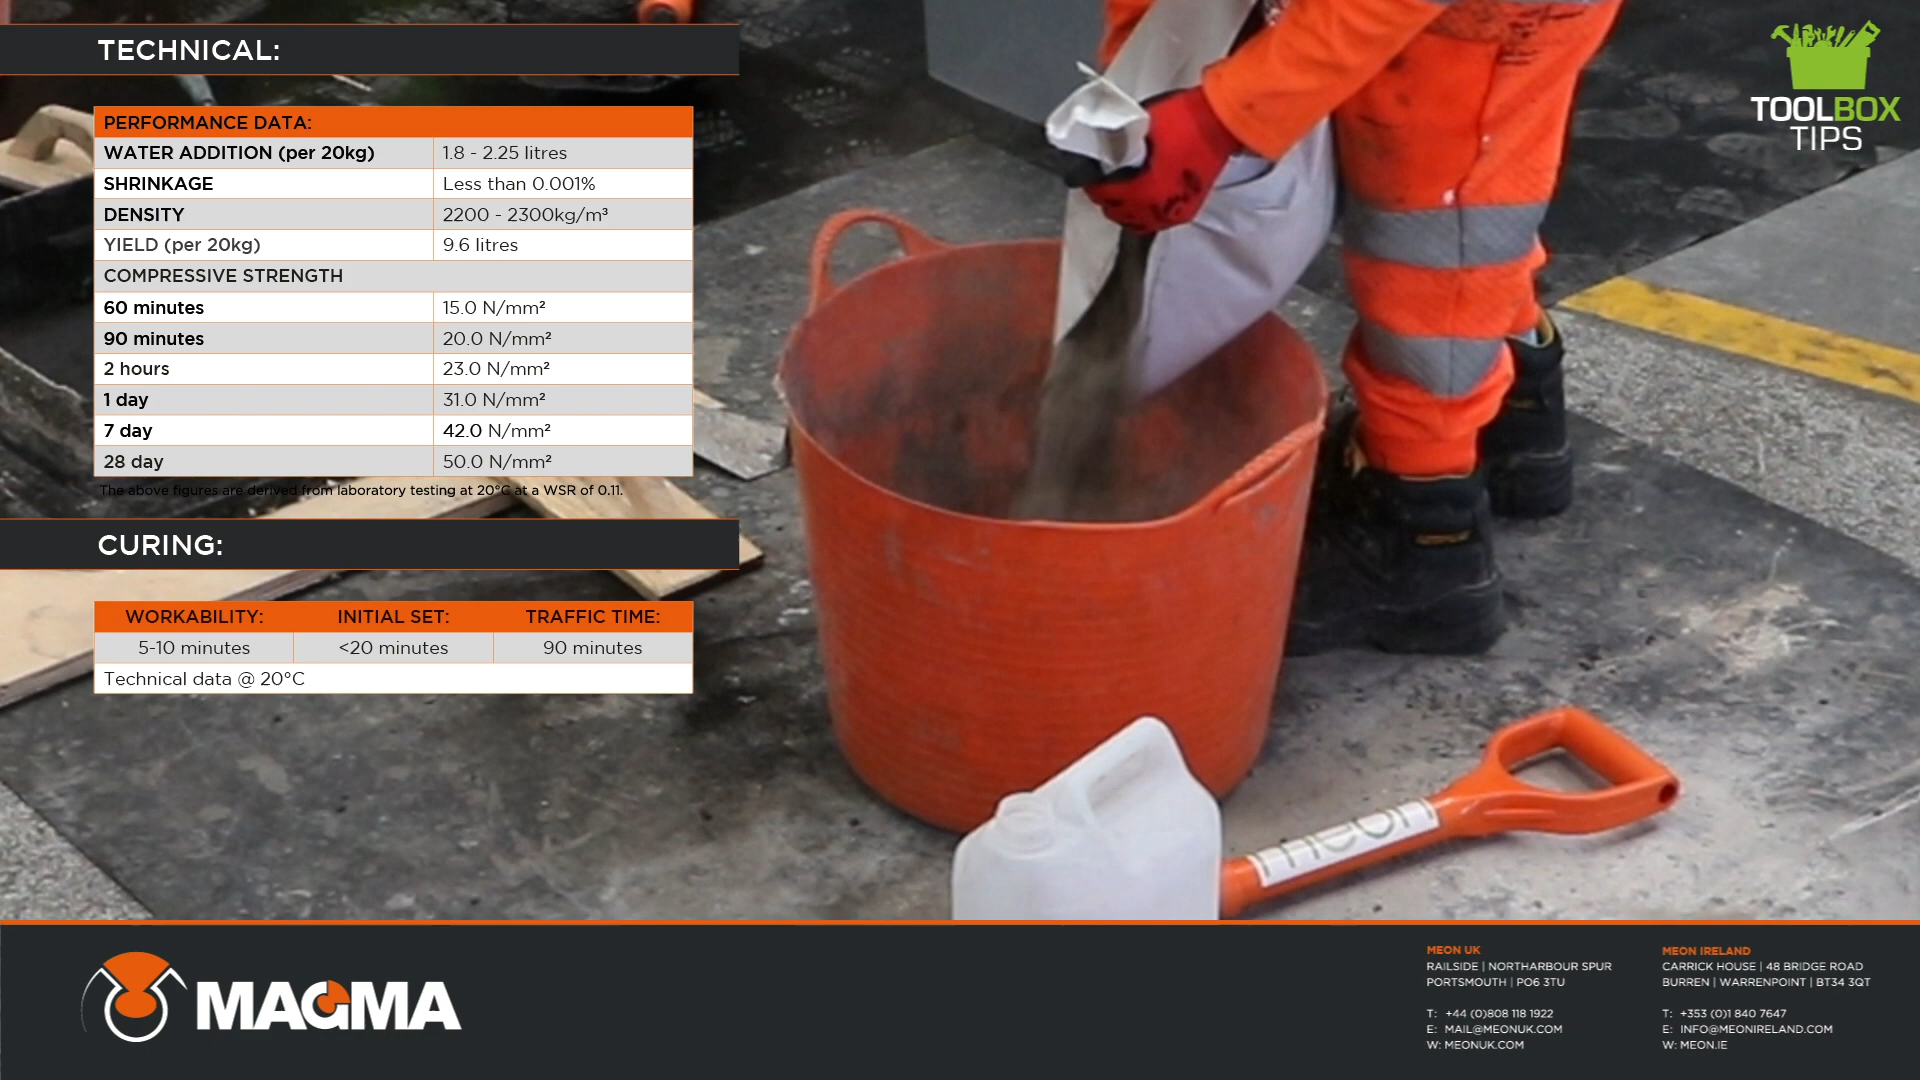 TECHNICAL:
TOOLBOX
TIPS
PERFORMANCE DATA:
WATER ADDITION (per 20kg) 1.8 - 2.25 litres
SHRINKAGE Less than 0.001%
DENSITY 2200 - 2300kg/m³
YIELD (per 20kg) 9.6 litres
COMPRESSIVE STRENGTH
60 minutes 15.0 N/mm²
90 minutes 20.0 N/mm²
2 hours 23.0 N/mm²
1 day 31.0 N/mm²
7 day 42.0 N/mm²
28 day 50.0 N/mm²
The above figures are derived from laboratory testing at 20°C at a WSR of 0.11.
CURING:
WORKABILITY: INITIAL SET: TRAFFIC TIME:
5-10 minutes <20 minutes 90 minutes
Technical data @ 20°C
meon
MAGMA
MEON UK
RAILSIDE | NORTHARBOUR SPUR
PORTSMOUTH | PO6 3TU
T: +44 (0)808 118 1922
E: MAIL@MEONUK.COM
W: MEONUK.COM
MEON IRELAND
CARRICK HOUSE | 48 BRIDGE ROAD
BURREN | WARRENPOINT | BT34 3QT
T: +353 (0)1 840 7647
E: INFO@MEONIRELAND.COM
W: MEON.IE